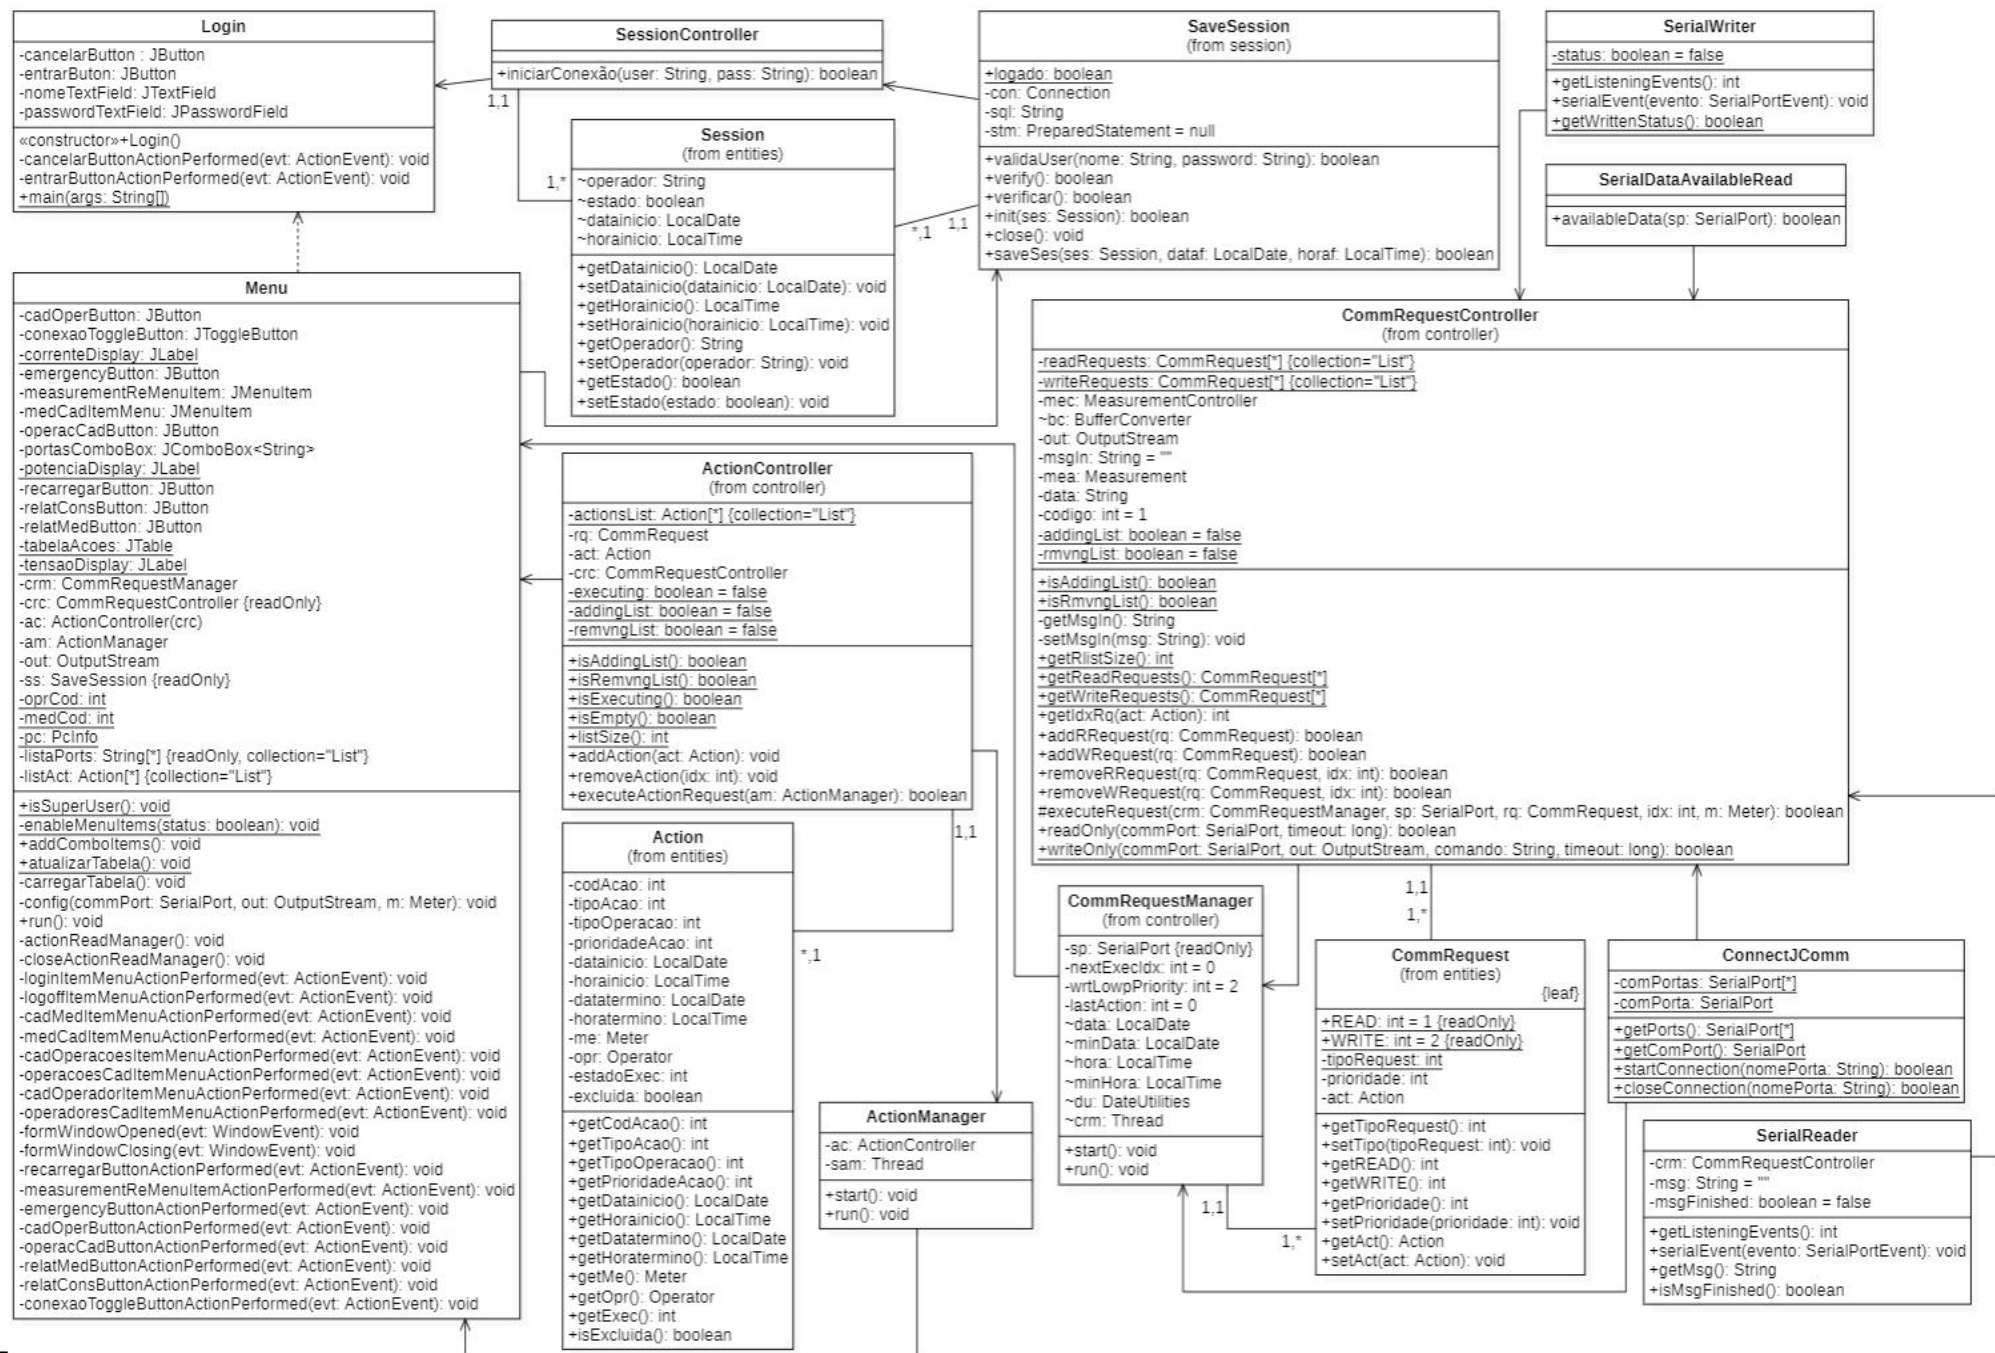 Login
-cancelarButton : JButton
-entrarButon: JButton
-nomeTextField: JTextField
-passwordTextField: JPasswordField
«constructor»+Login()
-cancelarButtonActionPerformed(evt: ActionEvent): void
-entrarButtonActionPerformed(evt: ActionEvent): void
+main(args: String[])
SessionController
+iniciarConexão(user: String, pass: String): boolean
1,1
1,*
Session
(from entities)
~operador: String
~estado: boolean
~datainicio: LocalDate
~horainicio: LocalTime
+getDatainicio(): LocalDate
+setDatainicio(datainicio: LocalDate): void
+getHorainicio(): LocalTime
+setHorainicio(horainicio: LocalTime): void
+getOperador(): String
+setOperador(operador: String): void
+getEstado(): boolean
+setEstado(estado: boolean): void
*,1
1,1
SaveSession
(from session)
+logado: boolean
-con: Connection
-sql: String
-stm: PreparedStatement = null
+validaUser(nome: String, password: String): boolean
+verify(): boolean
+verificar(): boolean
+init(ses: Session): boolean
+close(): void
+saveSes(ses: Session, dataf: LocalDate, horaf: LocalTime): boolean
SerialWriter
-status: boolean = false
+getListeningEvents(): int
+serialEvent(evento: SerialPortEvent): void
+getWrittenStatus(): boolean
SerialDataAvailableRead
+availableData(sp: SerialPort): boolean
Menu
-cadOperButton: JButton
-conexaoToggleButton: JToggleButton
-correnteDisplay: JLabel
-emergencyButton: JButton
-measurementReMenuItem: JMenuItem
-medCadItemMenu: JMenuItem
-operacCadButton: JButton
-portasComboBox: JComboBox<String>
-potenciaDisplay: JLabel
-recarregarButton: JButton
-relatConsButton: JButton
-relatMedButton: JButton
-tabelaAcoes: JTable
-tensaoDisplay: JLabel
-crm: CommRequestManager
-crc: CommRequestController {readOnly}
-ac: ActionController(crc)
-am: ActionManager
-out: OutputStream
-ss: SaveSession {readOnly}
-oprCod: int
-medCod: int
-pc: PcInfo
-listaPorts: String[*] {readOnly, collection="List"}
-listAct: Action[*] {collection="List"}
+isSuperUser(): void
-enableMenuItems(status: boolean): void
+addComboItems(): void
+atualizarTabela(): void
-carregarTabela(): void
-config(commPort: SerialPort, out: OutputStream, m: Meter): void
+run(): void
-actionReadManager(): void
-closeActionReadManager(): void
-loginItemMenuActionPerformed(evt: ActionEvent): void
-logoffItemMenuActionPerformed(evt: ActionEvent): void
-cadMedItemMenuActionPerformed(evt: ActionEvent): void
-medCadItemMenuActionPerformed(evt: ActionEvent): void
-cadOperacoesItemMenuActionPerformed(evt: ActionEvent): void
-operacoesCadItemMenuActionPerformed(evt: ActionEvent): void
-cadOperadorItemMenuActionPerformed(evt: ActionEvent): void
-operadoresCadItemMenuActionPerformed(evt: ActionEvent): void
-formWindowOpened(evt: WindowEvent): void
-formWindowClosing(evt: WindowEvent): void
-recarregarButtonActionPerformed(evt: ActionEvent): void
-measurementReMenuItemActionPerformed(evt: ActionEvent): void
-emergencyButtonActionPerformed(evt: ActionEvent): void
-cadOperButtonActionPerformed(evt: ActionEvent): void
-operacCadButtonActionPerformed(evt: ActionEvent): void
-relatMedButtonActionPerformed(evt: ActionEvent): void
-relatConsButtonActionPerformed(evt: ActionEvent): void
-conexaoToggleButtonActionPerformed(evt: ActionEvent): void
ActionController
(from controller)
-actionsList: Action[*] {collection="List"}
-rq: CommRequest
-act: Action
-crc: CommRequestController
-executing: boolean = false
-addingList: boolean = false
-remvngList: boolean = false
+isAddingList(): boolean
+isRemvngList(): boolean
+isExecuting(): boolean
+isEmpty(): boolean
+listSize(): int
+addAction(act: Action): void
+removeAction(idx: int): void
+executeActionRequest(am: ActionManager): boolean
1,1
*,1
Action
(from entities)
-codAcao: int
-tipoAcao: int
-tipoOperacao: int
-prioridadeAcao: int
-datainicio: LocalDate
-horainicio: LocalTime
-datatermino: LocalDate
-horatermino: LocalTime
-me: Meter
-opr: Operator
-estadoExec: int
-excluida: boolean
+getCodAcao(): int
+getTipoAcao(): int
+getTipoOperacao(): int
+getPrioridadeAcao(): int
+getDatainicio(): LocalDate
+getHorainicio(): LocalTime
+getDatatermino(): LocalDate
+getHoratermino(): LocalTime
+getMe(): Meter
+getOpr(): Operator
+getExec(): int
+isExcluida(): boolean
ActionManager
-ac: ActionController
-sam: Thread
+start(): void
+run(): void
CommRequestController
(from controller)
-readRequests: CommRequest[*] {collection="List"}
-writeRequests: CommRequest[*] {collection="List"}
-mec: MeasurementController
~bc: BufferConverter
-out: OutputStream
-msgIn: String = ""
-mea: Measurement
-data: String
-codigo: int = 1
-addingList: boolean = false
-rmvngList: boolean = false
+isAddingList(): boolean
+isRmvngList(): boolean
-getMsgIn(): String
-setMsgIn(msg: String): void
+getRlistSize(): int
+getReadRequests(): CommRequest[*]
+getWriteRequests(): CommRequest[*]
+getIdxRq(act: Action): int
+addRRequest(rq: CommRequest): boolean
+addWRequest(rq: CommRequest): boolean
+removeRRequest(rq: CommRequest, idx: int): boolean
+removeWRequest(rq: CommRequest, idx: int): boolean
#executeRequest(crm: CommRequestManager, sp: SerialPort, rq: CommRequest, idx: int, m: Meter): boolean
+readOnly(commPort: SerialPort, timeout: long): boolean
+writeOnly(commPort: SerialPort, out: OutputStream, comando: String, timeout: long): boolean
1,1
1,*
CommRequestManager
(from controller)
-sp: SerialPort {readOnly}
-nextExecIdx: int = 0
-wrtLowpPriority: int = 2
-lastAction: int = 0
~data: LocalDate
~minData: LocalDate
~hora: LocalTime
~minHora: LocalTime
~du: DateUtilities
~crm: Thread
+start(): void
+run(): void
1,1
1,*
CommRequest
(from entities)
{leaf}
+READ: int = 1 {readOnly}
+WRITE: int = 2 {readOnly}
-tipoRequest: int
-prioridade: int
-act: Action
+getTipoRequest(): int
+setTipo(tipoRequest: int): void
+getREAD(): int
+getWRITE(): int
+getPrioridade(): int
+setPrioridade(prioridade: int): void
+getAct(): Action
+setAct(act: Action): void
ConnectJComm
-comPortas: SerialPort[*]
-comPorta: SerialPort
+getPorts(): SerialPort[*]
+getComPort(): SerialPort
+startConnection(nomePorta: String): boolean
+closeConnection(nomePorta: String): boolean
SerialReader
-crm: CommRequestController
-msg: String = ""
-msgFinished: boolean = false
+getListeningEvents(): int
+serialEvent(evento: SerialPortEvent): void
+getMsg(): String
+isMsgFinished(): boolean